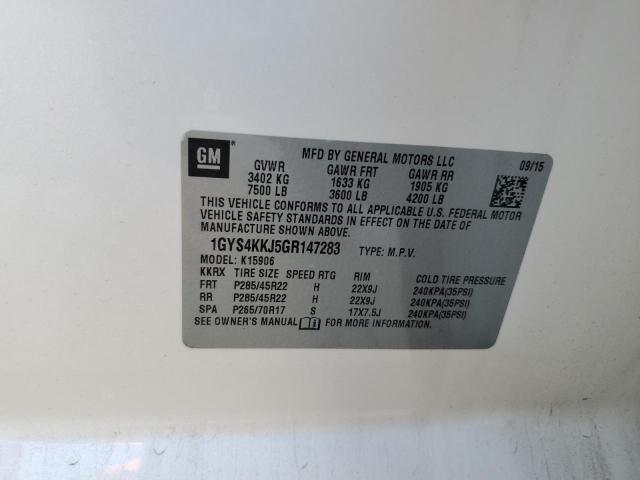 GM
MFD BY GENERAL MOTORS LLC 09/15
GVWR GAWR FRT GAWR RR
3402 KG 1633 KG 1905 KG
7500 LB 3600 LB 4200 LB
THIS VEHICLE CONFORMS TO ALL APPLICABLE U.S. FEDERAL MOTOR
VEHICLE SAFETY STANDARDS IN EFFECT ON THE DATE OF
MANUFACTURE SHOWN ABOVE.
1GYS4KKJ5GR147283 TYPE: M.P.V.
MODEL: K15906
KKRX TIRE SIZE SPEED RTG RIM COLD TIRE PRESSURE
FRT P285/45R22 H 22X9J 240KPA(35PSI)
RR P285/45R22 H 22X9J 240KPA(35PSI)
SPA P265/70R17 S 17X7.5J 240KPA(35PSI)
SEE OWNER'S MANUAL FOR MORE INFORMATION.